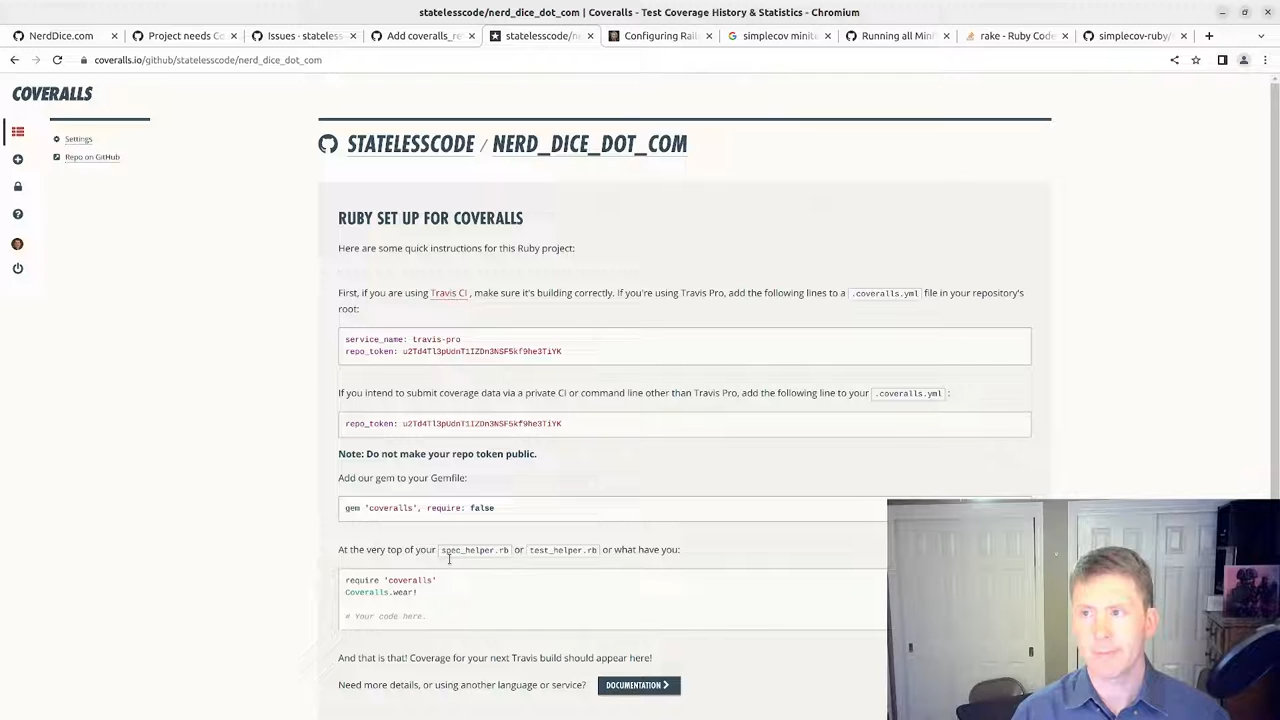 statelesscode/nerd_dice_dot_com | Coveralls - Test Coverage History & Statistics - Chromium
NerdDice.com
Project needs Co
Issues - stateless
Add coveralls_re
statelesscode/ne
Configuring Rail
simplecov minite
Running all Minit
rake - Ruby Code
simplecov-ruby/
coveralls.io/github/statelesscode/nerd_dice_dot_com
COVERALLS
Settings
Repo on GitHub
STATELESSCODE / NERD_DICE_DOT_COM
RUBY SET UP FOR COVERALLS
Here are some quick instructions for this Ruby project:
First, if you are using Travis CI , make sure it's building correctly. If you're using Travis Pro, add the following lines to a .coveralls.yml file in your repository's
root:
service_name: travis-pro
repo_token: u2Td4Tl3pUdnT1IZDn3NSF5kf9he3TiYK
If you intend to submit coverage data via a private CI or command line other than Travis Pro, add the following line to your .coveralls.yml :
repo_token: u2Td4Tl3pUdnT1IZDn3NSF5kf9he3TiYK
Note: Do not make your repo token public.
Add our gem to your Gemfile:
gem 'coveralls', require: false
At the very top of your spec_helper.rb or test_helper.rb or what have you:
require 'coveralls'
Coveralls.wear!
# Your code here.
And that is that! Coverage for your next Travis build should appear here!
Need more details, or using another language or service? DOCUMENTATION